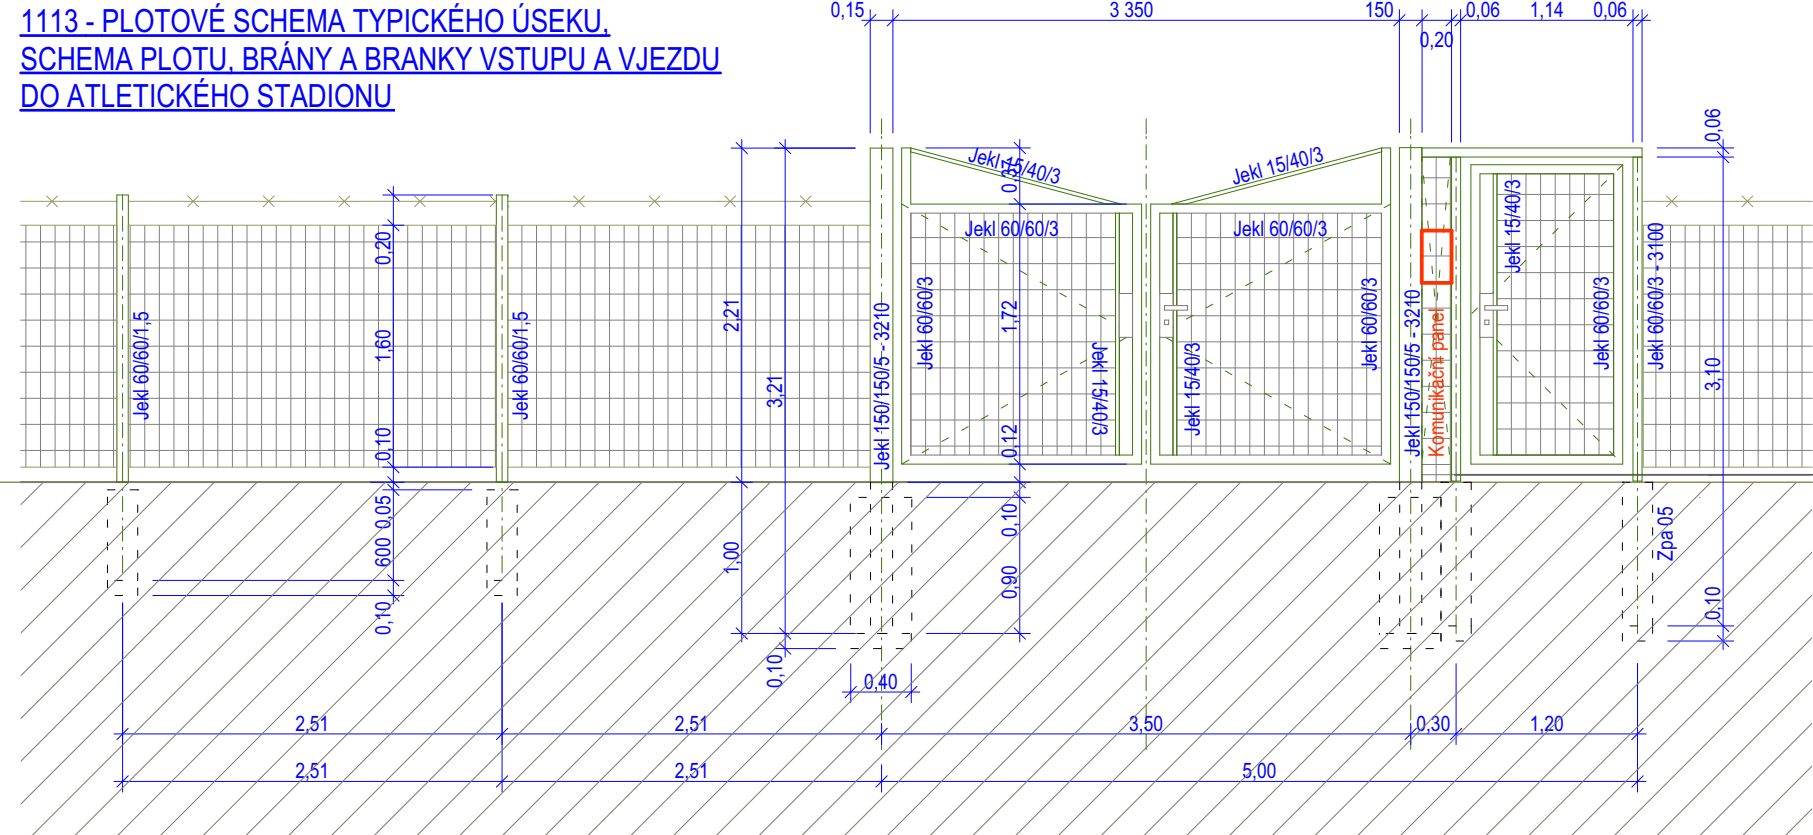 1113 - PLOTOVÉ SCHEMA TYPICKÉHO ÚSEKU,
SCHEMA PLOTU, BRÁNY A BRANKY VSTUPU A VJEZDU
DO ATLETICKÉHO STADIONU
0,15
3 350
150
0,20
0,06
1,14
0,06
0,06
Jekl 15/40/3
Jekl 15/40/3
Jekl 60/60/3
Jekl 60/60/3
0,20
1,60
0,10
0,05
600
0,10
Jekl 60/60/1,5
Jekl 60/60/1,5
2,21
3,21
1,00
0,10
Jekl 150/150/5 - 3210
Jekl 60/60/3
1,72
0,12
0,10
0,90
Jekl 15/40/3
Jekl 15/40/3
Jekl 60/60/3
Jekl 150/150/5 - 3210
Komunikační panel
Jekl 15/40/3
Jekl 60/60/3
Jekl 60/60/3 - 3100
3,10
0,10
Zpa 05
0,40
2,51
2,51
3,50
0,30
1,20
2,51
2,51
5,00